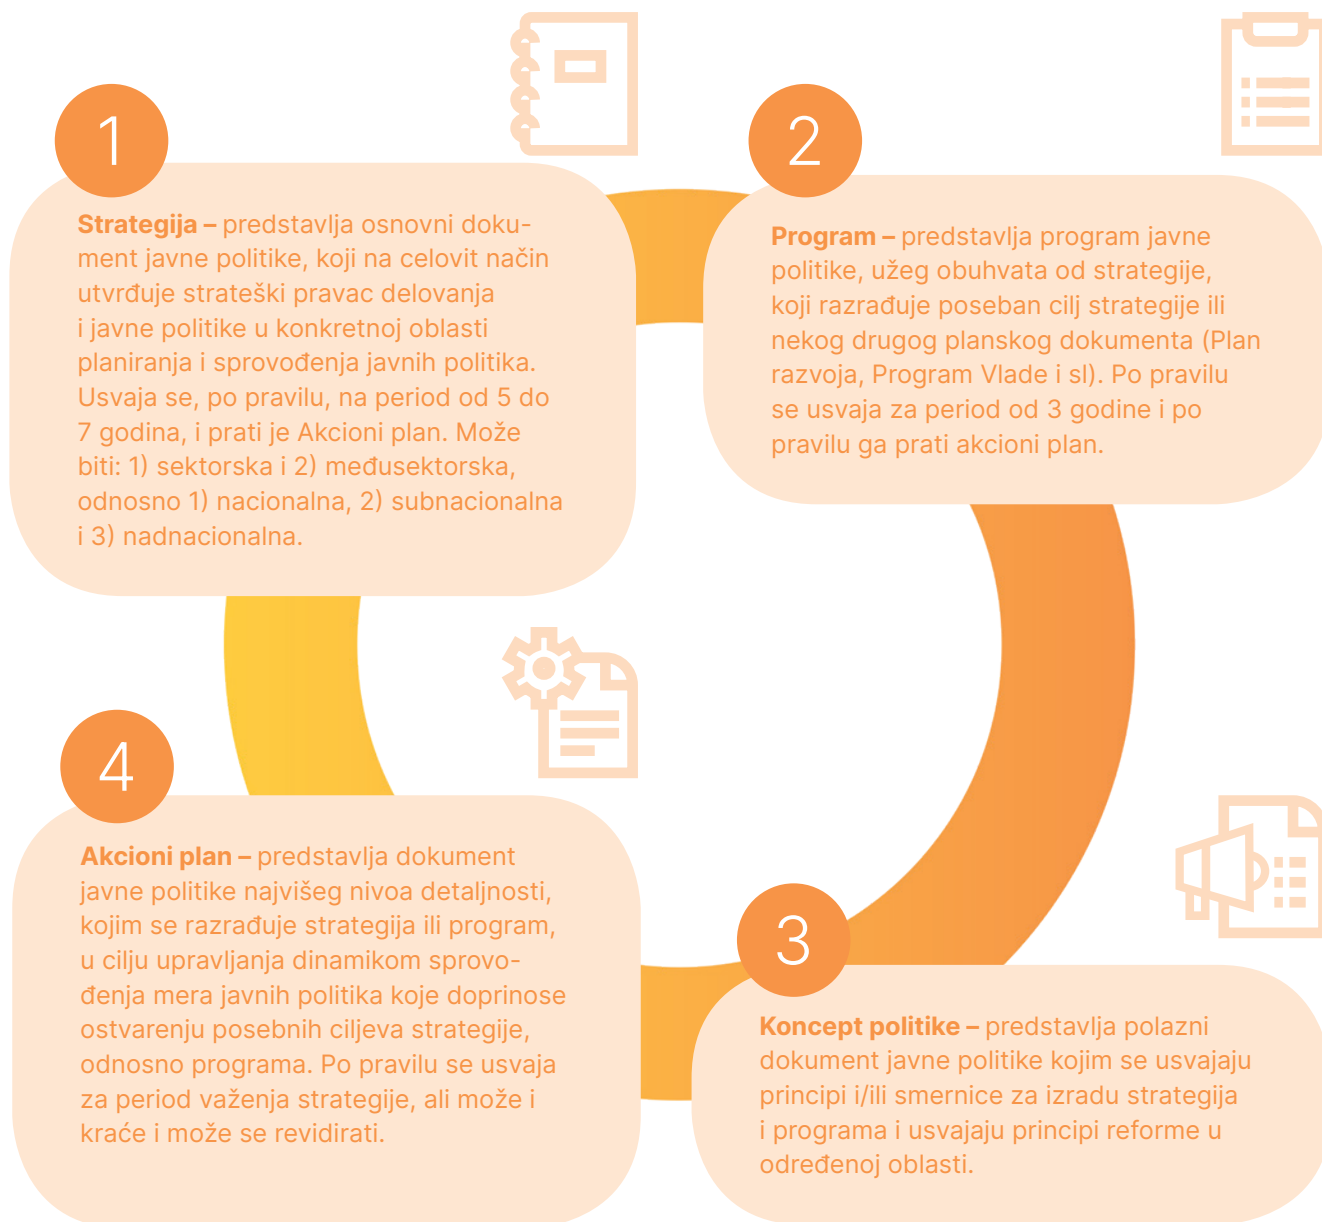 1
Strategija – predstavlja osnovni doku-
ment javne politike, koji na celovit način
utvrđuje strateški pravac delovanja
i javne politike u konkretnoj oblasti
planiranja i sprovođenja javnih politika.
Usvaja se, po pravilu, na period od 5 do
7 godina, i prati je Akcioni plan. Može
biti: 1) sektorska i 2) međusektorska,
odnosno 1) nacionalna, 2) subnacionalna
i 3) nadnacionalna.
2
Program – predstavlja program javne
politike, užeg obuhvata od strategije,
koji razrađuje poseban cilj strategije ili
nekog drugog planskog dokumenta (Plan
razvoja, Program Vlade i sl). Po pravilu
se usvaja za period od 3 godine i po
pravilu ga prati akcioni plan.
3
Koncept politike – predstavlja polazni
dokument javne politike kojim se usvajaju
principi i/ili smernice za izradu strategija
i programa i usvajaju principi reforme u
određenoj oblasti.
4
Akcioni plan – predstavlja dokument
javne politike najvišeg nivoa detaljnosti,
kojim se razrađuje strategija ili program,
u cilju upravljanja dinamikom sprovo-
đenja mera javnih politika koje doprinose
ostvarenju posebnih ciljeva strategije,
odnosno programa. Po pravilu se usvaja
za period važenja strategije, ali može i
kraće i može se revidirati.